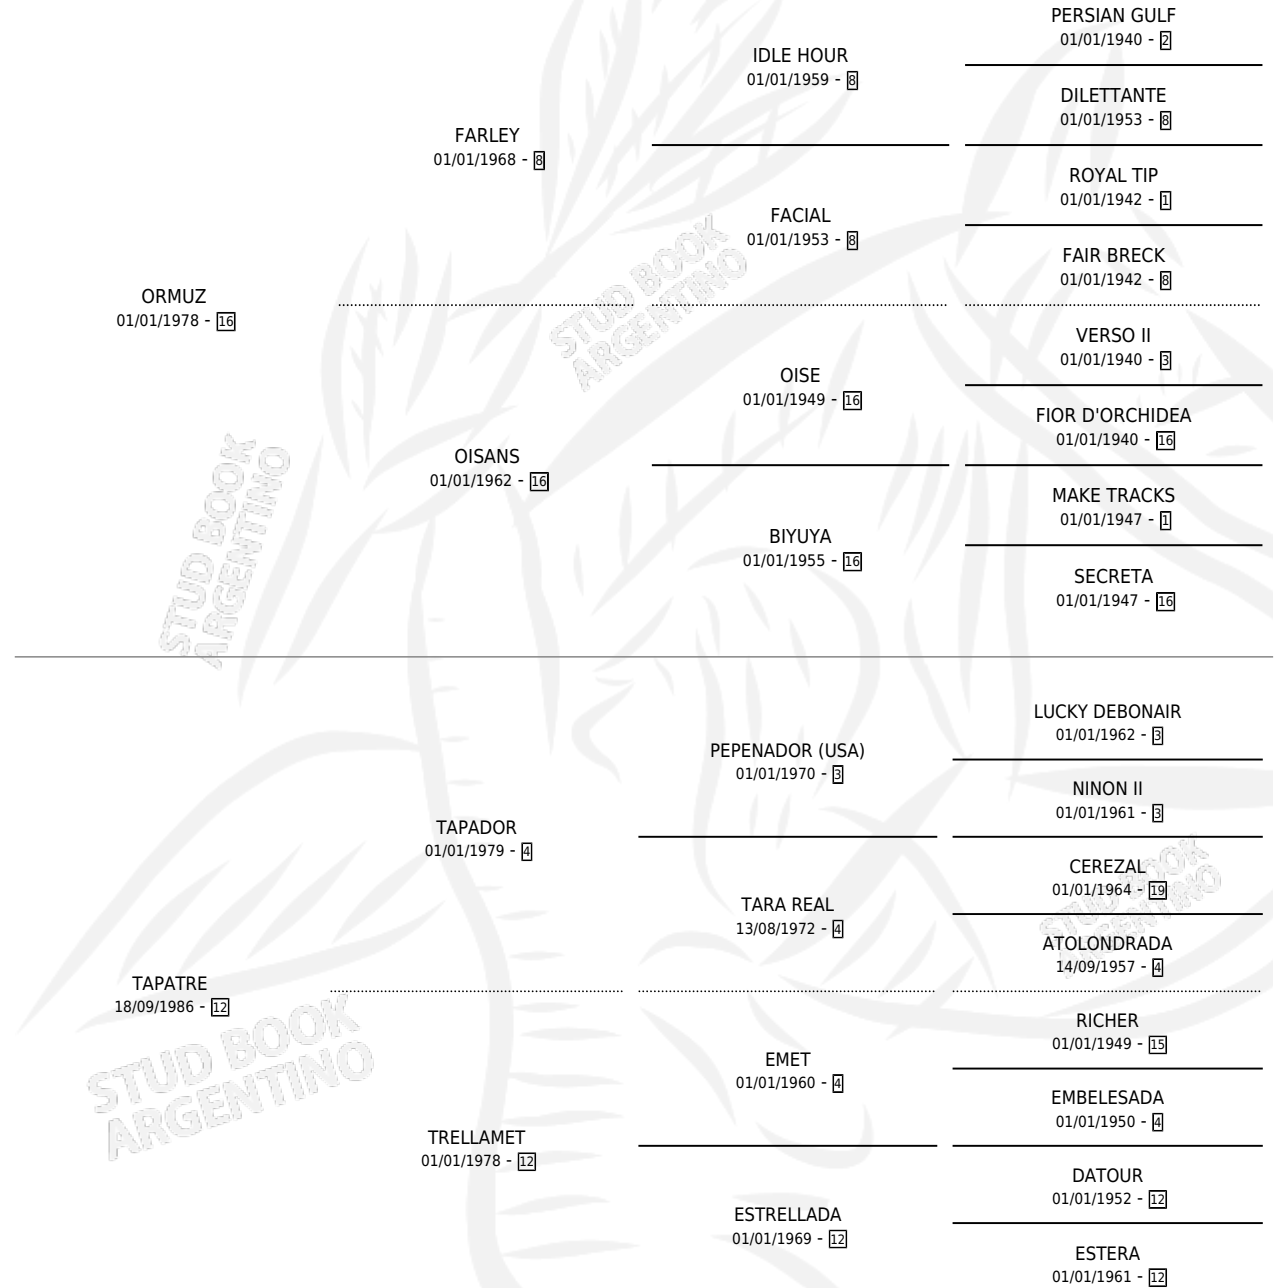 PERSIAN GULF
01/01/1940 - 2
IDLE HOUR
01/01/1959 - 8
DILETTANTE
01/01/1953 - 8
FARLEY
01/01/1968 - 8
ROYAL TIP
01/01/1942 - 1
FACIAL
01/01/1953 - 8
FAIR BRECK
01/01/1942 - 8
ORMUZ
01/01/1978 - 16
VERSO II
01/01/1940 - 3
OISE
01/01/1949 - 16
FIOR D'ORCHIDEA
01/01/1940 - 16
OISANS
01/01/1962 - 16
MAKE TRACKS
01/01/1947 - 1
BIYUYA
01/01/1955 - 16
SECRETA
01/01/1947 - 16
LUCKY DEBONAIR
01/01/1962 - 3
PEPENADOR (USA)
01/01/1970 - 3
NINON II
01/01/1961 - 3
TAPADOR
01/01/1979 - 4
CEREZAL
01/01/1964 - 19
TARA REAL
13/08/1972 - 4
ATOLONDRADA
14/09/1957 - 4
TAPATRE
18/09/1986 - 12
RICHER
01/01/1949 - 15
EMET
01/01/1960 - 4
EMBELESADA
01/01/1950 - 4
TRELLAMET
01/01/1978 - 12
DATOUR
01/01/1952 - 12
ESTRELLADA
01/01/1969 - 12
ESTERA
01/01/1961 - 12
STUD BOOK
ARGENTINO
STUD BOOK
ARGENTINO
STUD BOOK
ARGENTINO
STUD BOOK
ARGENTINO